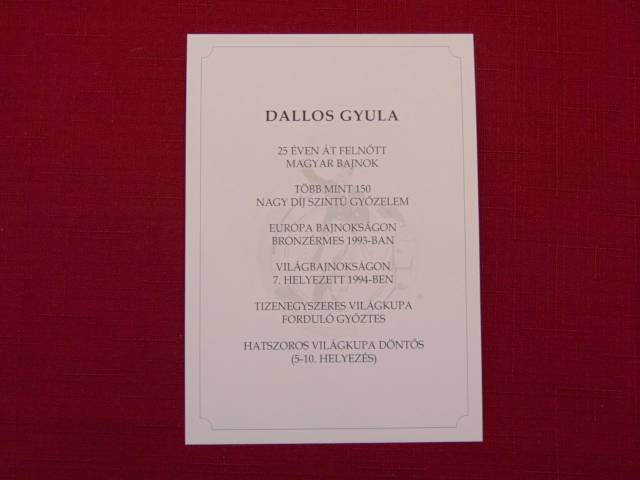 DALLOS GYULA
25 ÉVEN ÁT FELNŐTT
MAGYAR BAJNOK
TÖBB MINT 150
NAGY DÍJ SZINTŰ GYŐZELEM
EURÓPA BAJNOKSÁGON
BRONZÉRMES 1993-BAN
VILÁGBAJNOKSÁGON
7. HELYEZETT 1994-BEN
TIZENEGYSZERES VILÁGKUPA
FORDULÓ GYŐZTES
HATSZOROS VILÁGKUPA DÖNTŐS
(5-10. HELYEZÉS)